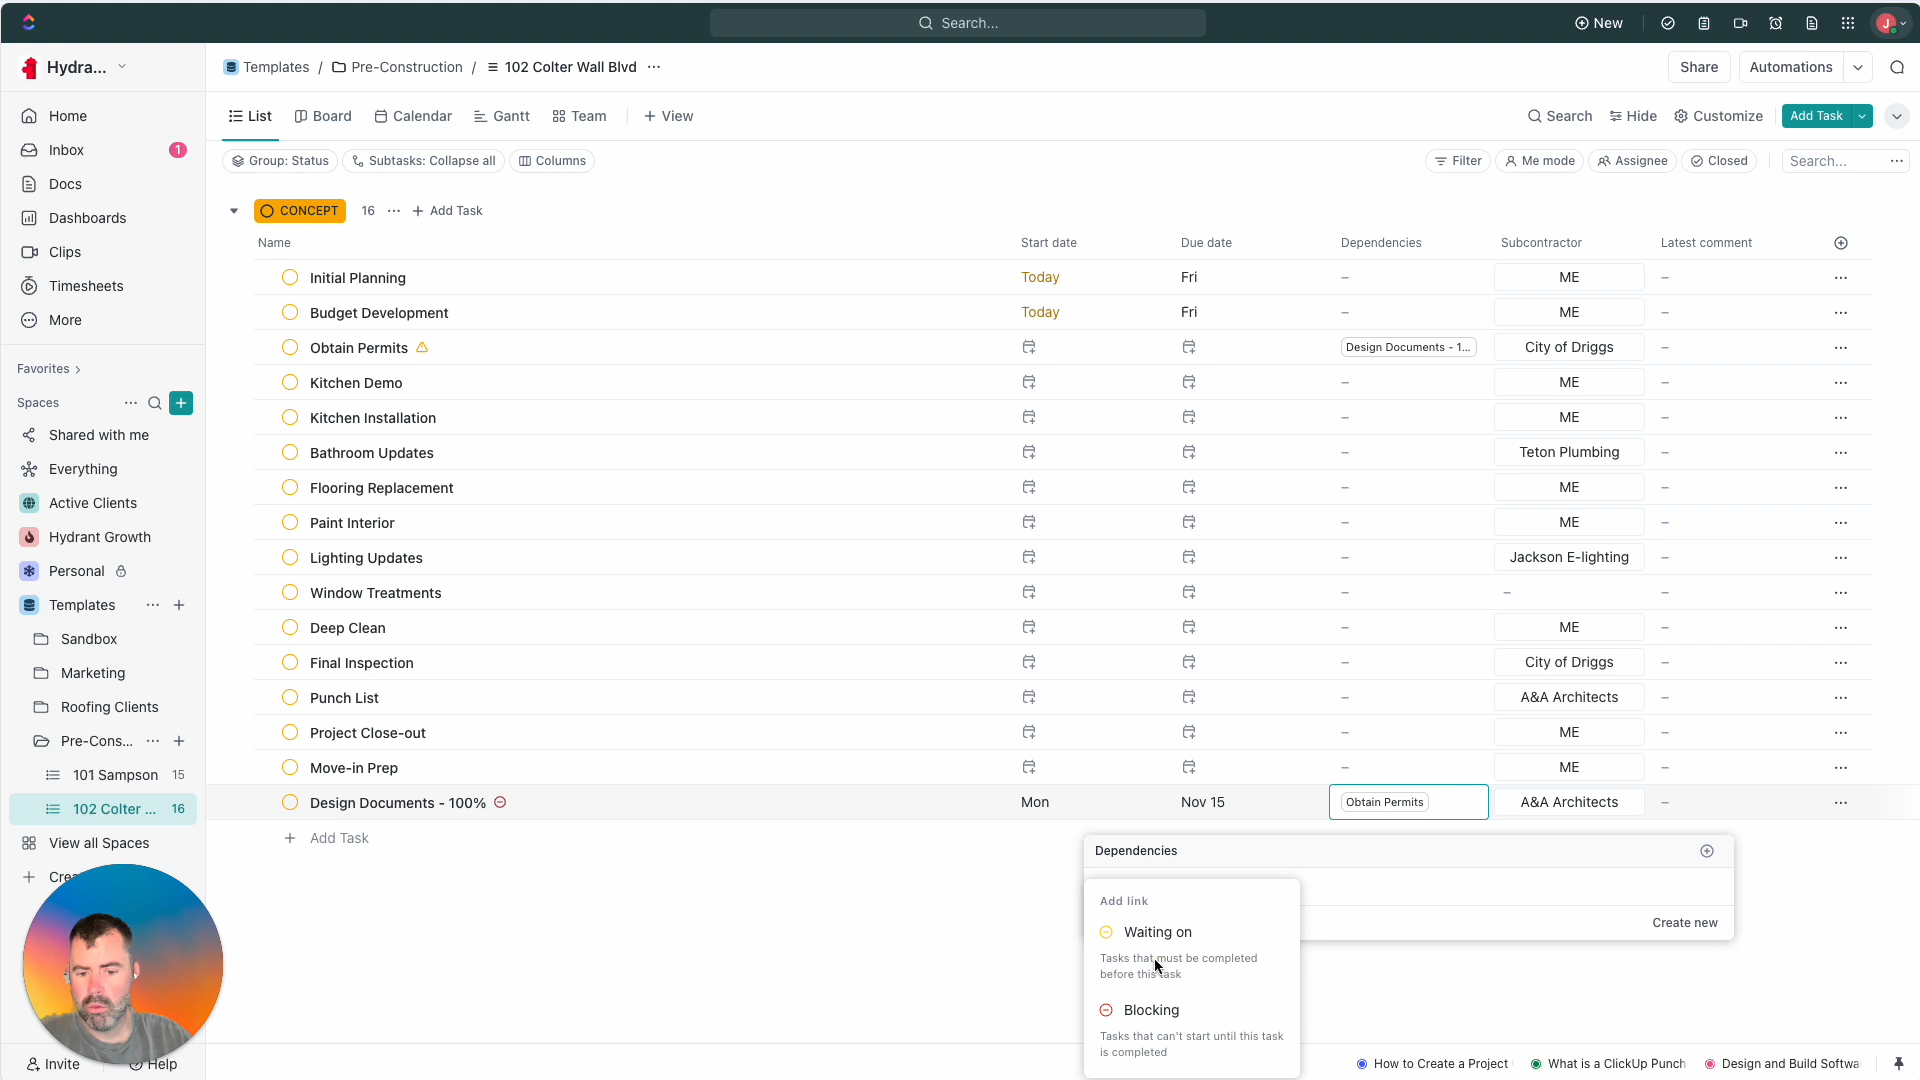 Search...
New
J
Hydra...
Templates / Pre-Construction / 102 Colter Wall Blvd ...
Share
Automations
Home
Inbox 1
Docs
Dashboards
Clips
Timesheets
More
Favorites
Spaces
Shared with me
Everything
Active Clients
Hydrant Growth
Personal
Templates
Sandbox
Marketing
Roofing Clients
Pre-Cons...
101 Sampson 15
102 Colter ... 16
View all Spaces
Invite
Help
List Board Calendar Gantt Team + View
Search Hide Customize Add Task
Group: Status Subtasks: Collapse all Columns
Filter Me mode Assignee Closed Search...
CONCEPT 16 ... + Add Task
Name Start date Due date Dependencies Subcontractor Latest comment
Initial Planning Today Fri – ME –
Budget Development Today Fri – ME –
Obtain Permits Design Documents - 1... City of Driggs –
Kitchen Demo – ME –
Kitchen Installation – ME –
Bathroom Updates – Teton Plumbing –
Flooring Replacement – ME –
Paint Interior – ME –
Lighting Updates – Jackson E-lighting –
Window Treatments – – –
Deep Clean – ME –
Final Inspection – City of Driggs –
Punch List – A&A Architects –
Project Close-out – ME –
Move-in Prep – ME –
Design Documents - 100% Mon Nov 15 Obtain Permits A&A Architects –
+ Add Task
Dependencies
Create new
Add link
Waiting on
Tasks that must be completed
before this task
Blocking
Tasks that can't start until this task
is completed
How to Create a Project
What is a ClickUp Punch
Design and Build Softwa